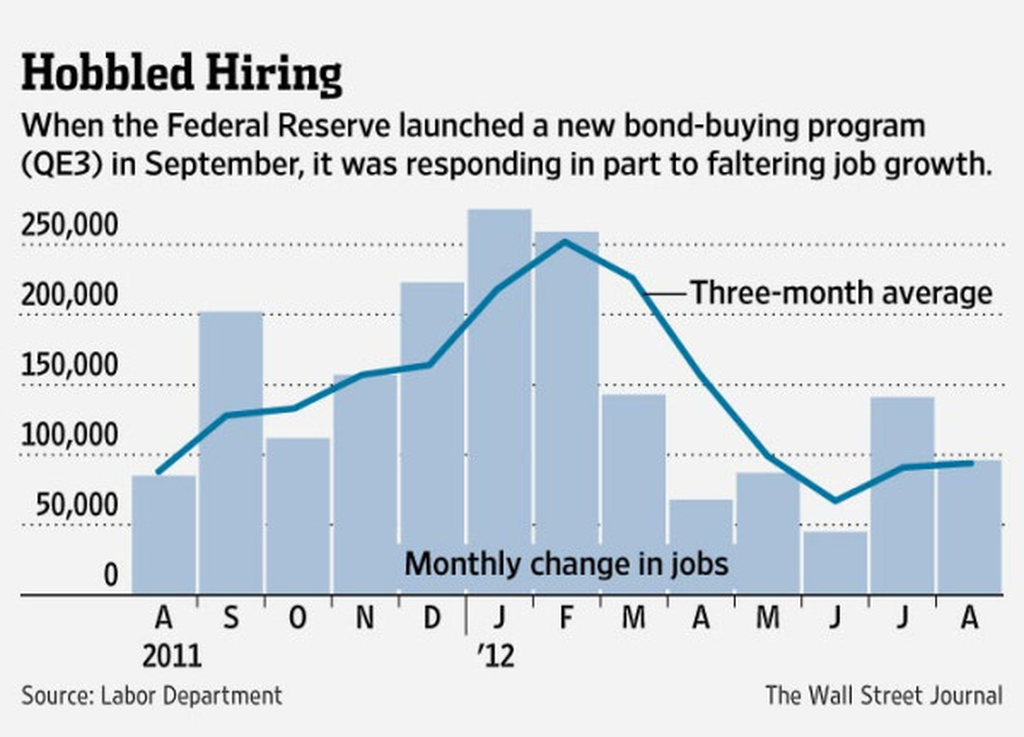 Hobbled Hiring
When the Federal Reserve launched a new bond-buying program
(QE3) in September, it was responding in part to faltering job growth.
250,000
200,000
Three-month average
150,000
100,000
50,000
Monthly change in jobs
0
A S O N D J F M A M J J A
2011 '12
Source: Labor Department The Wall Street Journal